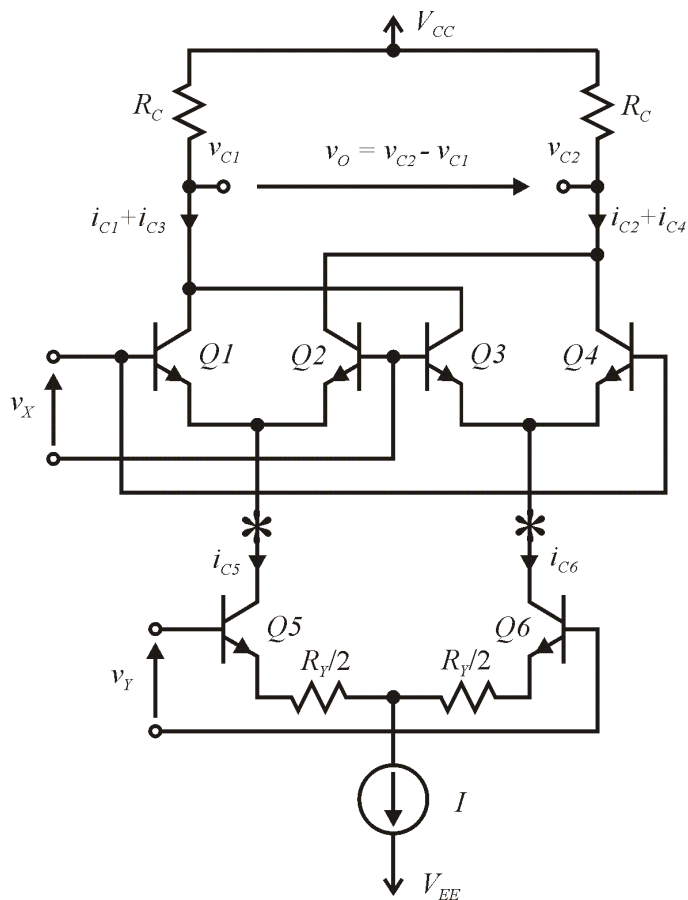 V_CC
R_C
R_C
v_C1
v_O = v_C2 - v_C1
v_C2
i_C1+i_C3
i_C2+i_C4
Q1
Q2
Q3
Q4
v_X
i_C5
i_C6
Q5
Q6
R_Y/2
R_Y/2
v_Y
I
V_EE